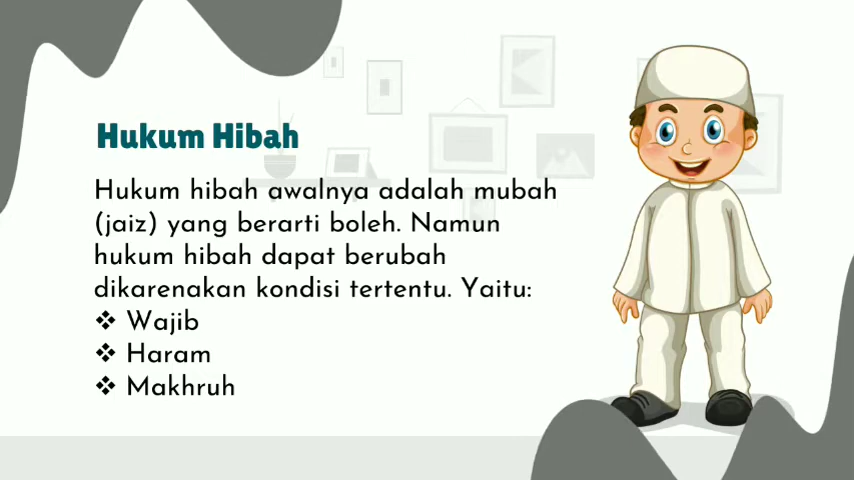 Hukum Hibah
Hukum hibah awalnya adalah mubah
(jaiz) yang berarti boleh. Namun
hukum hibah dapat berubah
dikarenakan kondisi tertentu. Yaitu:
❖ Wajib
❖ Haram
❖ Makhruh